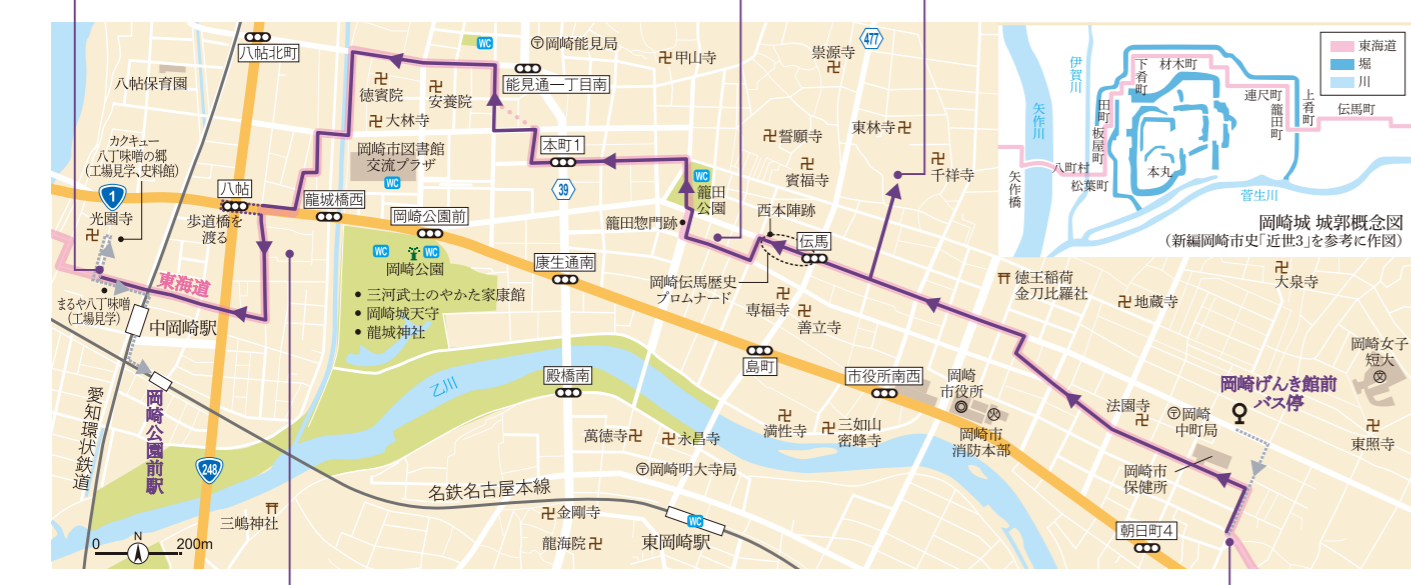 八帖北町
八帖保育園
カクキュー
八丁味噌の郷
(工場見学、史料館)
1
光圓寺
八帖
歩道橋を
渡る
東海道
まるや八丁味噌
(工場見学)
中岡崎駅
愛知環状鉄道
岡崎公園前駅
248
三嶋神社
0
N
200m
WC
〶岡崎能見局
能見通一丁目南
徳賓院
安養院
大林寺
岡崎市図書館
交流プラザ
WC
龍城橋西
岡崎公園前
WC
WC
岡崎公園
• 三河武士のやかた家康館
• 岡崎城天守
• 龍城神社
乙川
名鉄名古屋本線
甲山寺
崇源寺
477
本町1
39
誓願寺
東林寺
賓福寺
千祥寺
WC
籠田
公園
籠田惣門跡
西本陣跡
伝馬
岡崎伝馬歴史
プロムナード
康生通南
専福寺
善立寺
島町
殿橋南
萬徳寺
永昌寺
〶岡崎明大寺局
金剛寺
龍海院
WC
東岡崎駅
満性寺
三如山
密蜂寺
市役所南西
岡崎
市役所
岡崎市
消防本部
徳王稲荷
金刀比羅社
地蔵寺
大泉寺
岡崎女子
短大
岡崎げんき館前
バス停
法園寺
〶岡崎
中町局
東照寺
岡崎市
保健所
朝日町4
東海道
堀
川
伊賀川
矢作川
矢作橋
八町村
松葉町
板屋町
田町
下肴町
材木町
連尺町
籠田町
上肴町
伝馬町
本丸
菅生川
岡崎城 城郭概念図
(新編岡崎市史「近世3」を参考に作図)